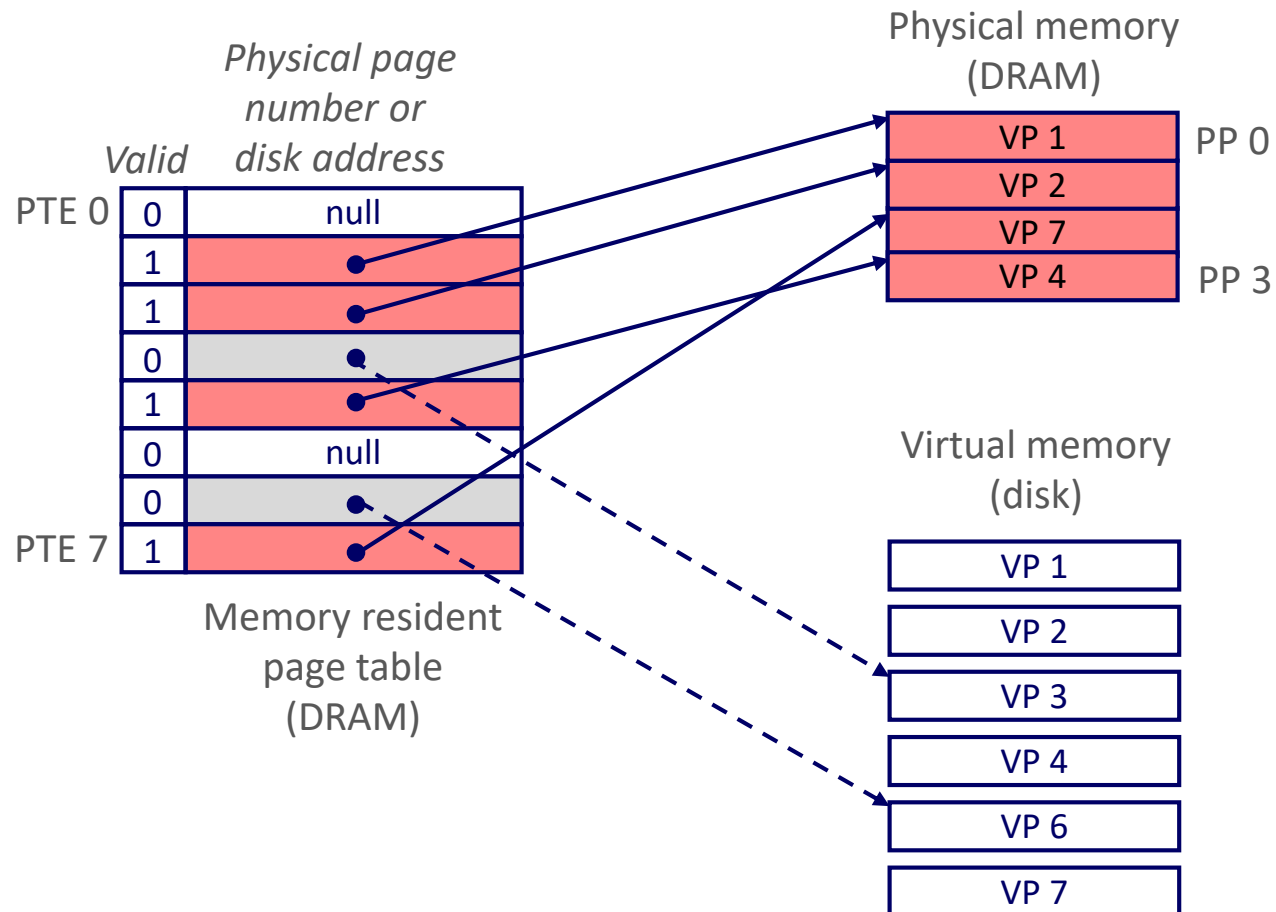 Physical page
number or
disk address
Valid
PTE 0
0
null
1
1
0
1
0
null
0
PTE 7
1
Memory resident
page table
(DRAM)
Physical memory
(DRAM)
VP 1
PP 0
VP 2
VP 7
VP 4
PP 3
Virtual memory
(disk)
VP 1
VP 2
VP 3
VP 4
VP 6
VP 7